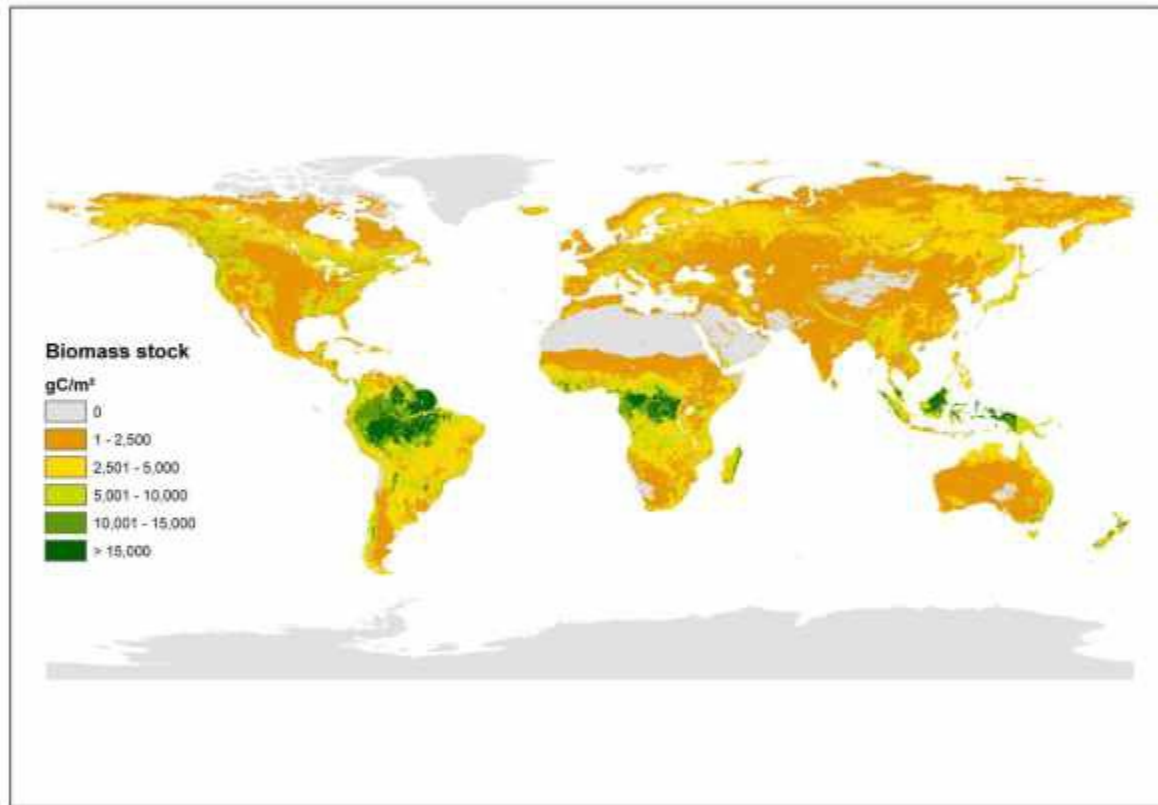 Biomass stock
gC/m²
0
1 - 2,500
2,501 - 5,000
5,001 - 10,000
10,001 - 15,000
> 15,000